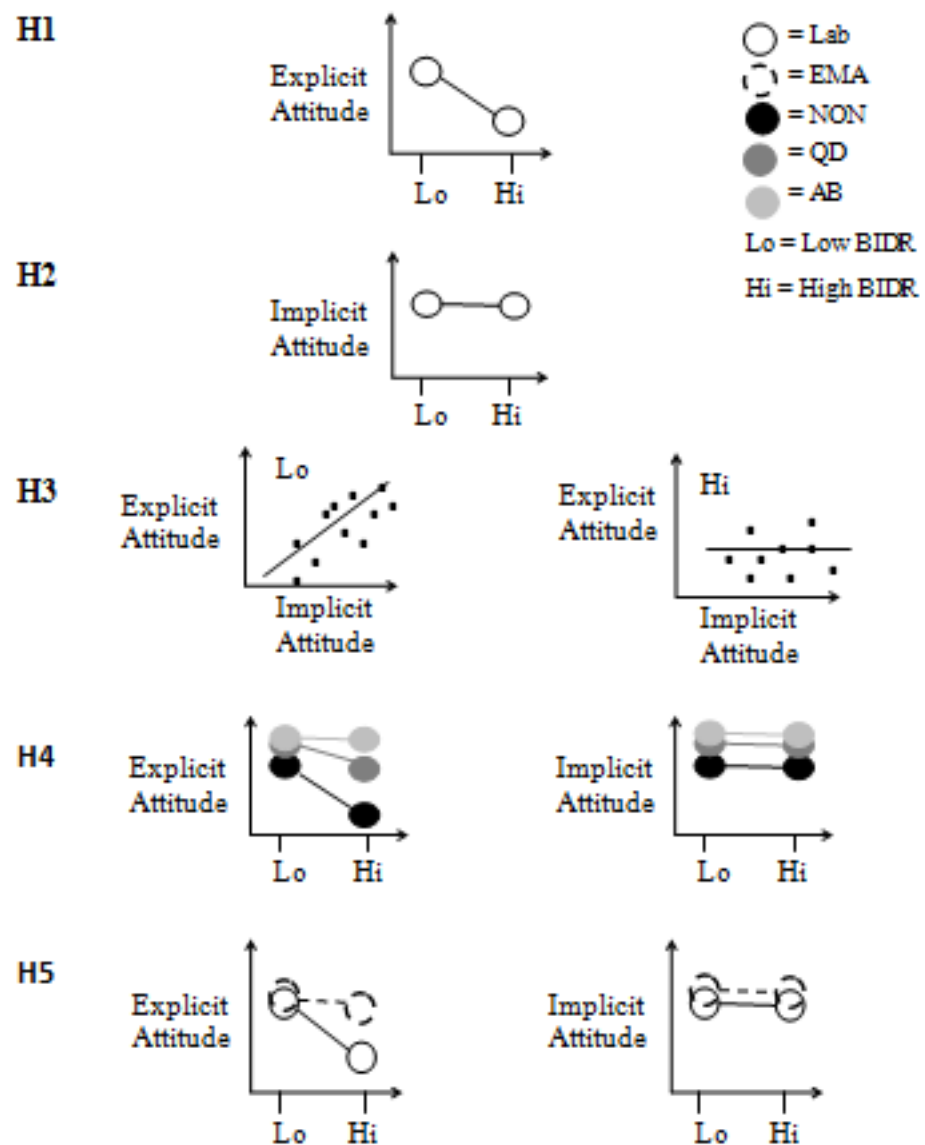 H1
Explicit
Attitude
Lo
Hi
= Lab
= EMA
= NON
= QD
= AB
Lo = Low BIDR
Hi = High BIDR
H2
Implicit
Attitude
Lo
Hi
H3
Explicit
Attitude
Lo
Implicit
Attitude
Explicit
Attitude
Hi
Implicit
Attitude
H4
Explicit
Attitude
Lo
Hi
Implicit
Attitude
Lo
Hi
H5
Explicit
Attitude
Lo
Hi
Implicit
Attitude
Lo
Hi